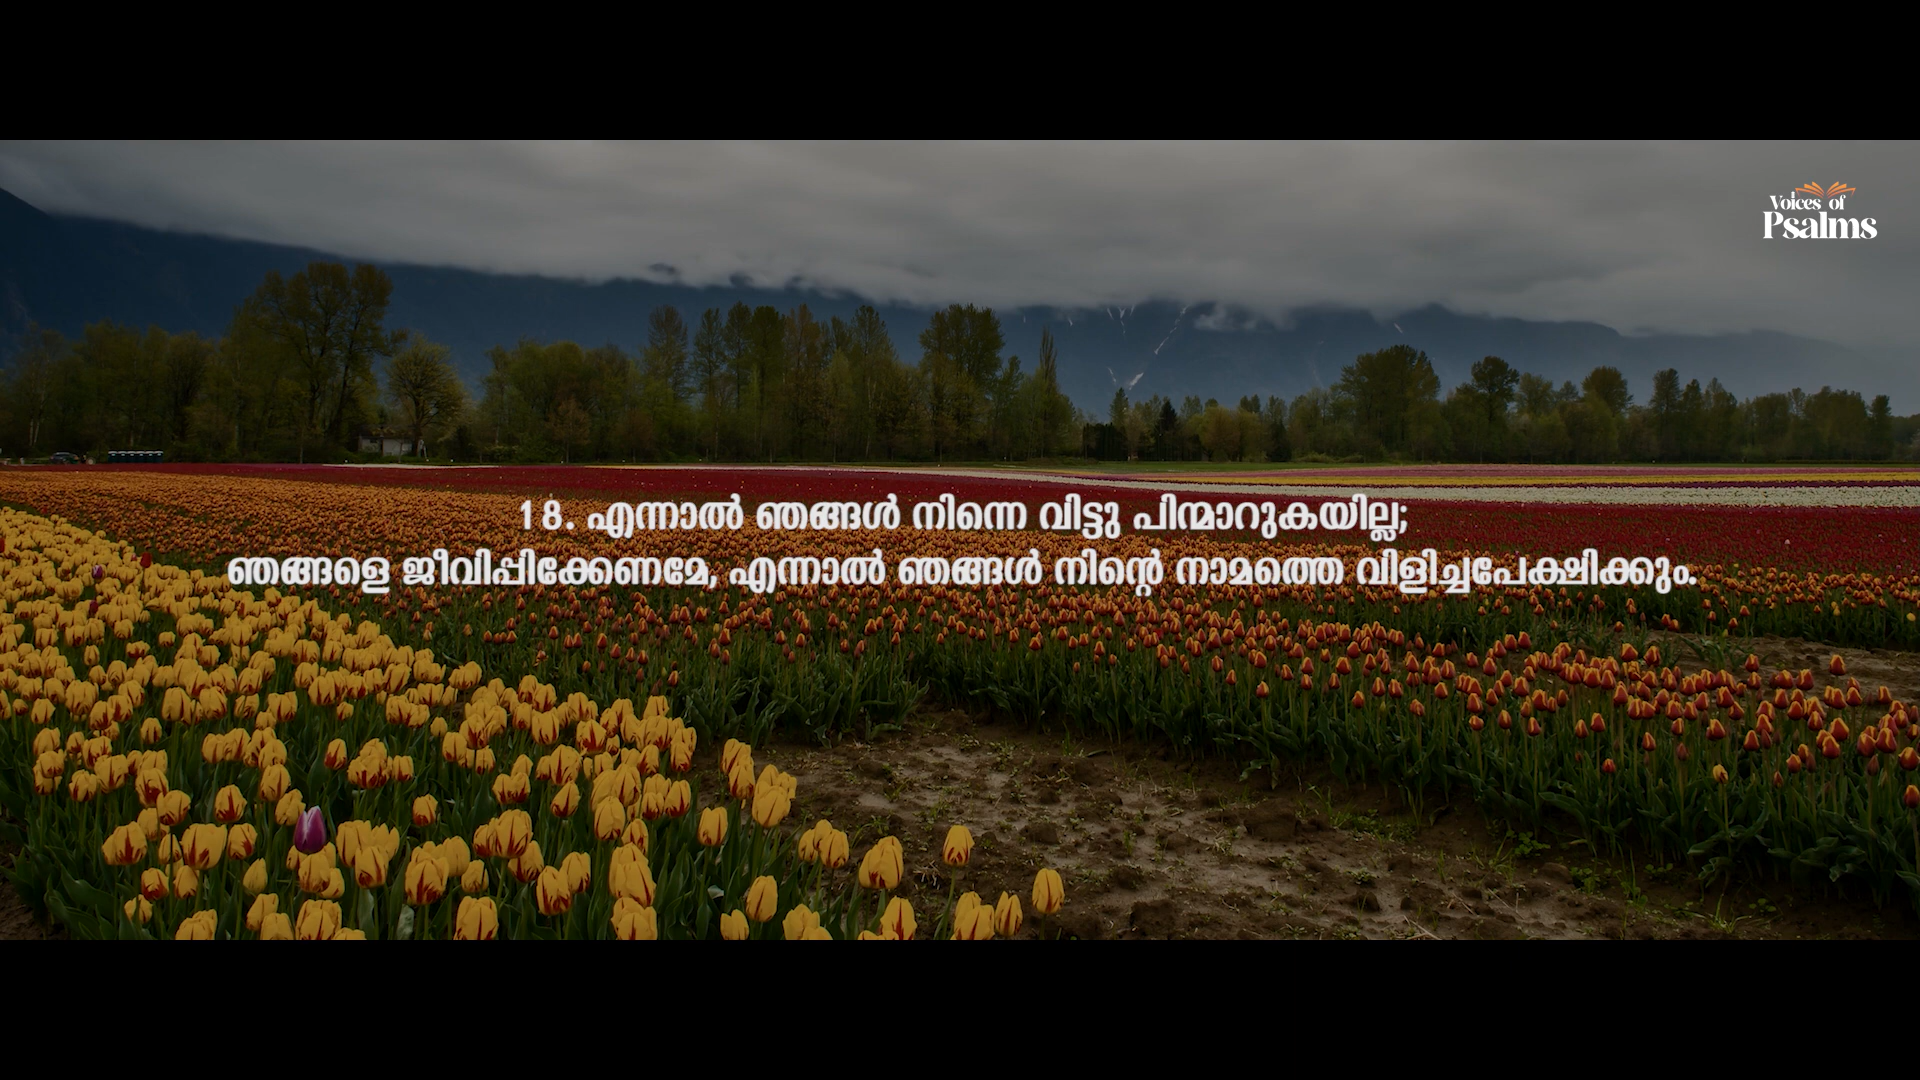 Voices of
Psalms
18. എന്നാൽ ഞങ്ങൾ നിന്നെ വിട്ടു പിന്മാറുകയില്ല;
ഞങ്ങളെ ജീവിപ്പിക്കേണമേ, എന്നാൽ ഞങ്ങൾ നിന്റെ നാമത്തെ വിളിച്ചപേക്ഷിക്കും.